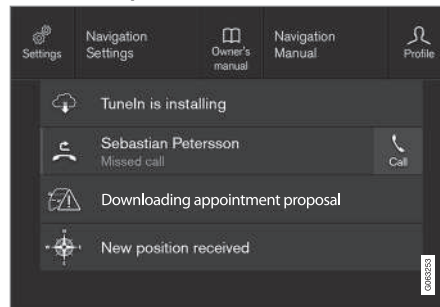 Settings
Navigation
Settings
Owner's
manual
Navigation
Manual
Profile
TuneIn is installing
Sebastian Petersson
Missed call
Call
Downloading appointment proposal
New position received
G063253